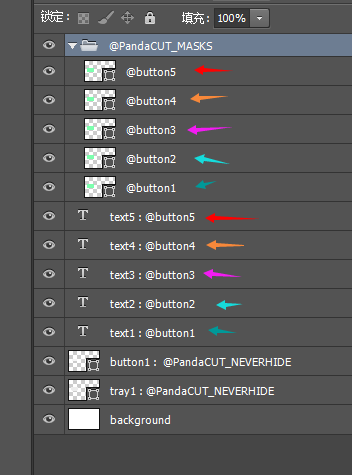 锁定: 填充: 100%
@PandaCUT_MASKS
@button5
@button4
@button3
@button2
@button1
T text5 : @button5
T text4 : @button4
T text3 : @button3
T text2 : @button2
T text1 : @button1
button1 : @PandaCUT_NEVERHIDE
tray1 : @PandaCUT_NEVERHIDE
background